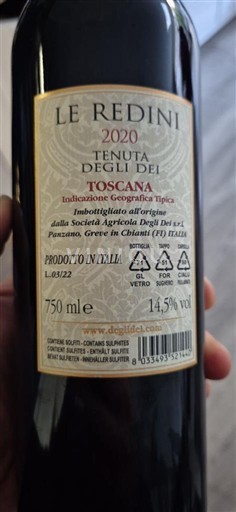 LE REDINI
2020
TENUTA
DEGLI DEI
TOSCANA
Indicazione Geografica Tipica
Imbottigliato all'origine
dalla Società Agricola Degli Dei s.r.l.
Panzano, Greve in Chianti (FI) ITALIA
PRODOTTO IN ITALIA
L.03/22
BOTTIGLIA TAPPO CAPSULA
GL FOR
VETRO SUGHERO
750 ml e 14,5% vol
www.deglidei.com
CONTIENE SOLFITI - CONTAINS SULPHITES
CONTIENT SULFITES - ENTHÄLT SULFITE
8 033493 521440